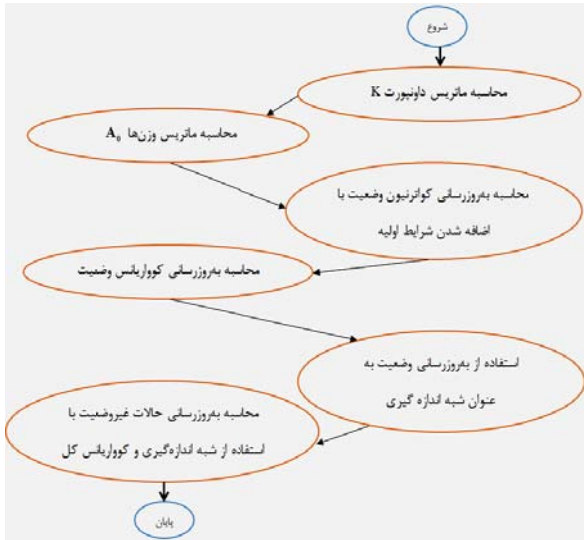 شروع
محاسبه ماتریس داونپورت K
محاسبه ماتریس وزن‌ها A₀
محاسبه به‌روزرسانی کواترنیون وضعیت با
اضافه شدن شرایط اولیه
محاسبه به‌روزرسانی کوواریانس وضعیت
استفاده از به‌روزرسانی وضعیت به
عنوان شبه اندازه گیری
محاسبه به‌روزرسانی حالات غیروضعیت با
استفاده از شبه اندازه‌گیری و کوواریانس کل
پایان